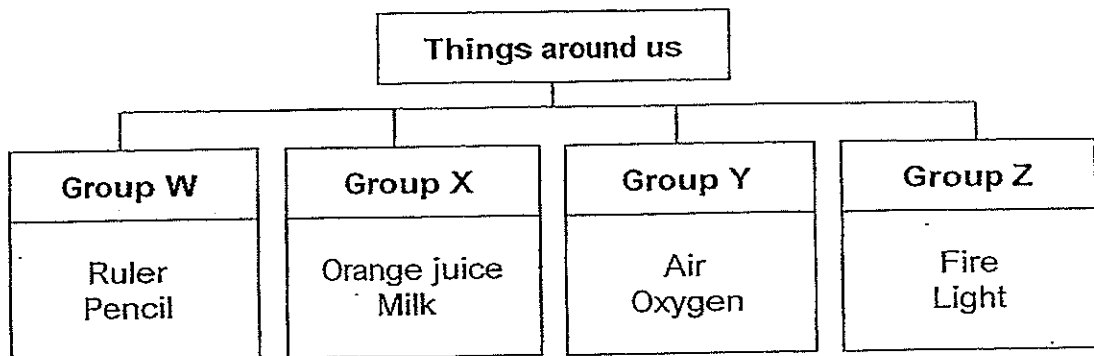 Things around us
Group W
Ruler
Pencil
Group X
Orange juice
Milk
Group Y
Air
Oxygen
Group Z
Fire
Light